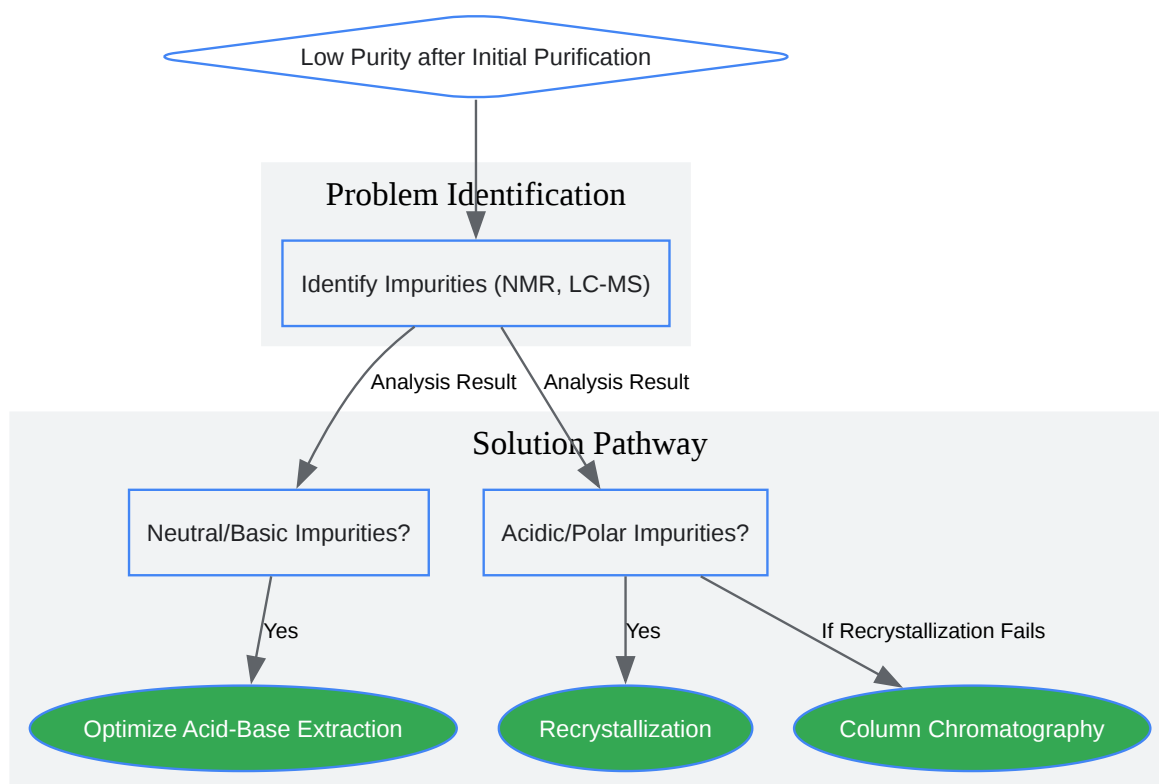 Low Purity after Initial Purification
Problem Identification
Identify Impurities (NMR, LC-MS)
Analysis Result
Analysis Result
Solution Pathway
Neutral/Basic Impurities?
Acidic/Polar Impurities?
Yes
Yes
If Recrystallization Fails
Optimize Acid-Base Extraction
Recrystallization
Column Chromatography